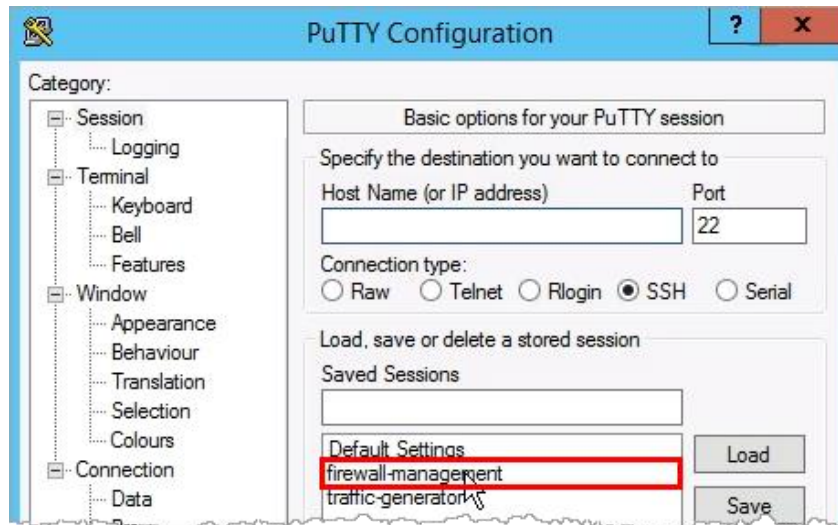 PuTTY Configuration
? x
Category:
Session
Logging
Terminal
Keyboard
Bell
Features
Window
Appearance
Behaviour
Translation
Selection
Colours
Connection
Data
Basic options for your PuTTY session
Specify the destination you want to connect to
Host Name (or IP address) Port
22
Connection type:
Raw Telnet Rlogin SSH Serial
Load, save or delete a stored session
Saved Sessions
Default Settings
firewall-management
traffic-generator
Load
Save